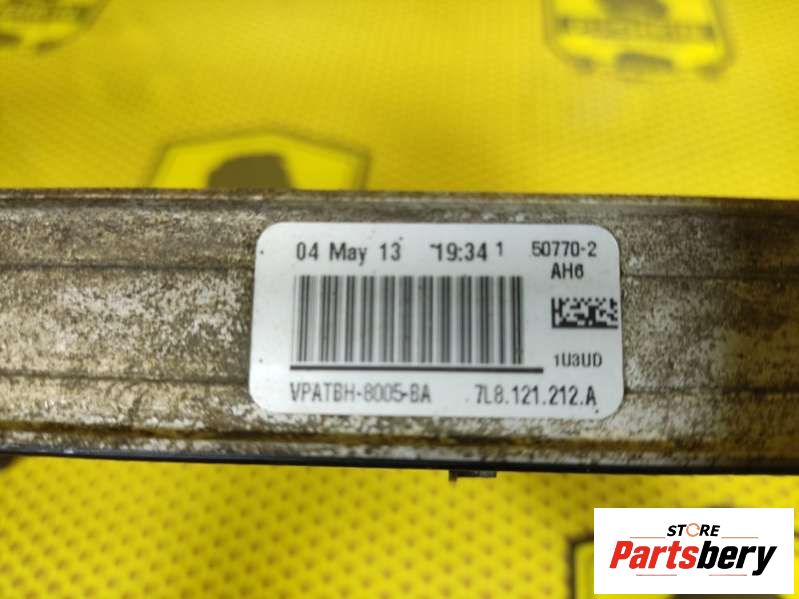 04 May 13 19:34 1 50770-2
AH6
1U3UD
VPATBH-8005-BA 7L8.121.212.A
STORE
Partsbery